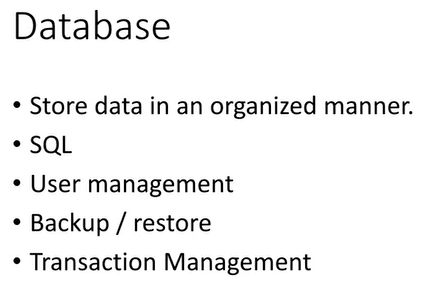 Database
• Store data in an organized manner.
• SQL
• User management
• Backup / restore
• Transaction Management